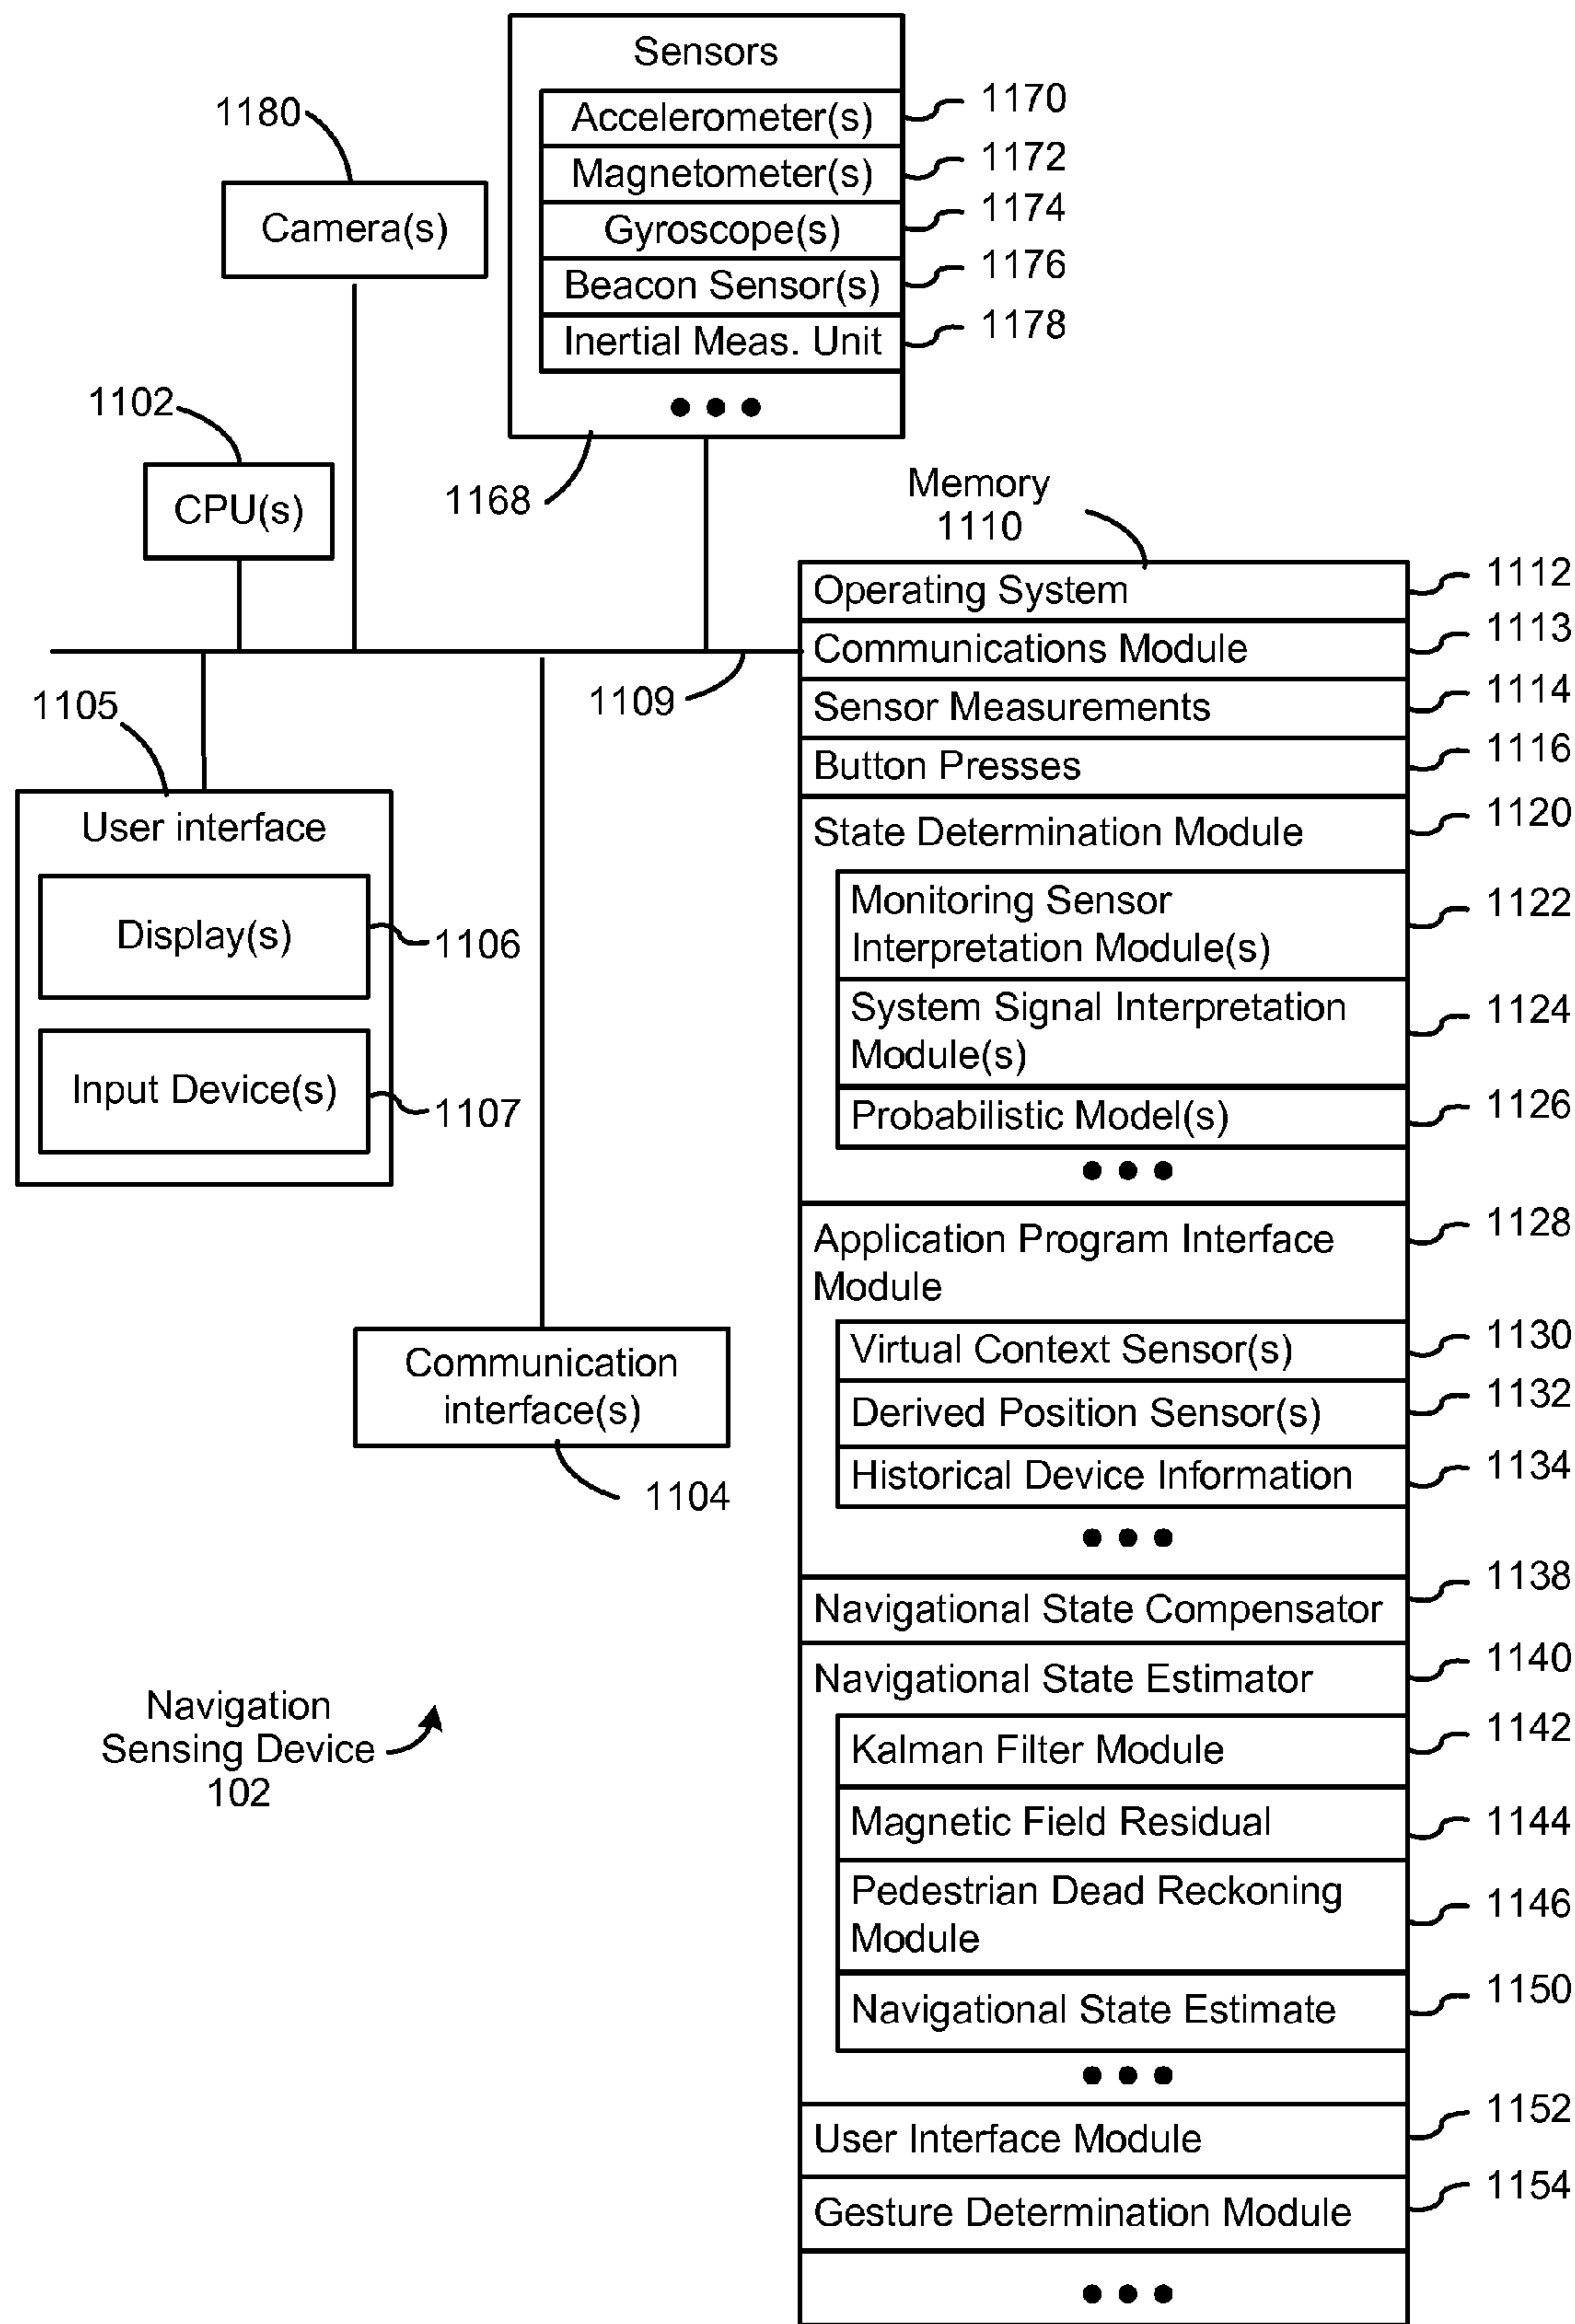 Sensors
Accelerometer(s)
1170
Magnetometer(s)
1172
Gyroscope(s)
1174
Beacon Sensor(s)
1176
Inertial Meas. Unit
1178
1168
1180
Camera(s)
1102
CPU(s)
1109
1105
User interface
Display(s)
1106
Input Device(s)
1107
Communication
interface(s)
1104
Navigation
Sensing Device
102
Memory
1110
Operating System
1112
Communications Module
1113
Sensor Measurements
1114
Button Presses
1116
State Determination Module
1120
Monitoring Sensor
Interpretation Module(s)
1122
System Signal Interpretation
Module(s)
1124
Probabilistic Model(s)
1126
Application Program Interface
Module
1128
Virtual Context Sensor(s)
1130
Derived Position Sensor(s)
1132
Historical Device Information
1134
Navigational State Compensator
1138
Navigational State Estimator
1140
Kalman Filter Module
1142
Magnetic Field Residual
1144
Pedestrian Dead Reckoning
Module
1146
Navigational State Estimate
1150
User Interface Module
1152
Gesture Determination Module
1154